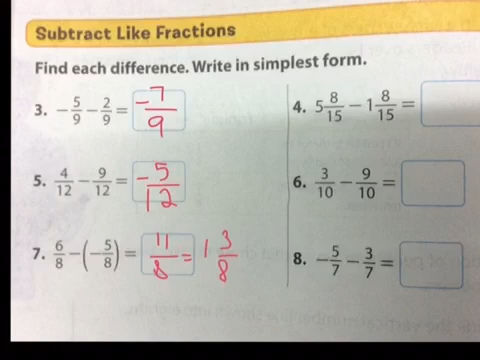 Subtract Like Fractions
Find each difference. Write in simplest form.
3. -5/9 - 2/9 = -7/9
4. 5 8/15 - 1 8/15 =
5. 4/12 - 9/12 = -5/12
6. 3/10 - 9/10 =
7. 6/8 - (-5/8) = 11/8 = 1 3/8
8. -5/7 - 3/7 =